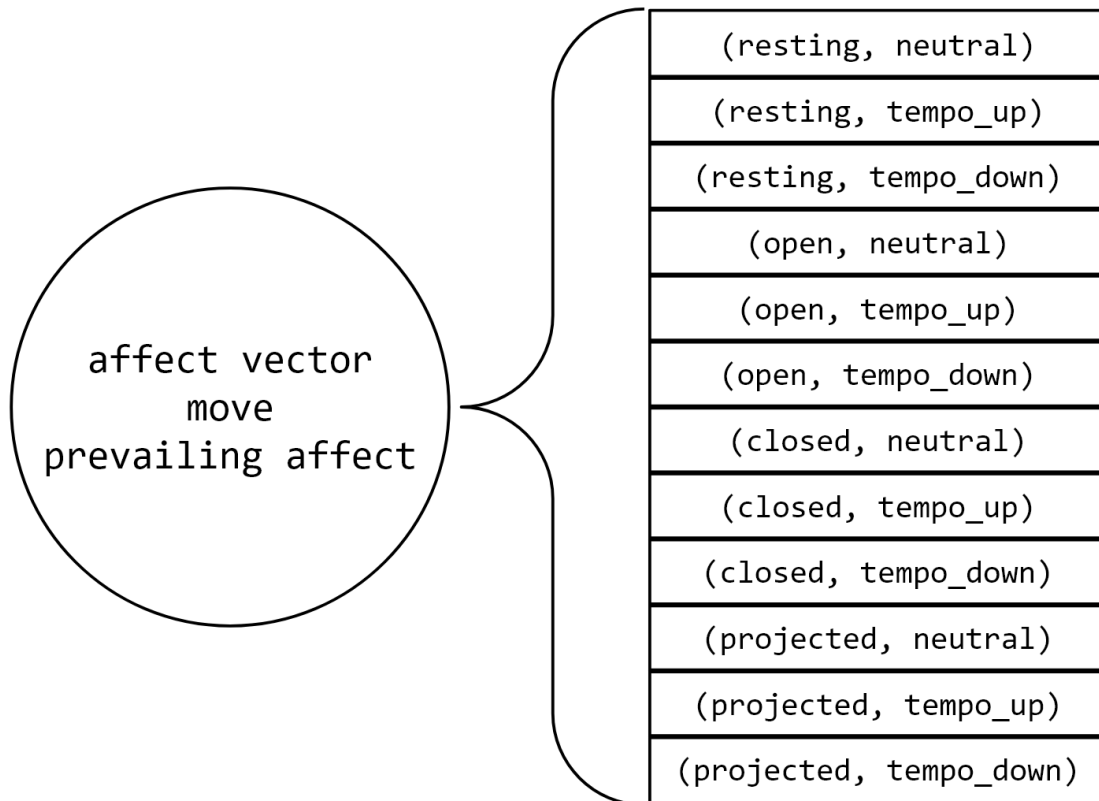 affect vector
move
prevailing affect
(resting, neutral)
(resting, tempo_up)
(resting, tempo_down)
(open, neutral)
(open, tempo_up)
(open, tempo_down)
(closed, neutral)
(closed, tempo_up)
(closed, tempo_down)
(projected, neutral)
(projected, tempo_up)
(projected, tempo_down)